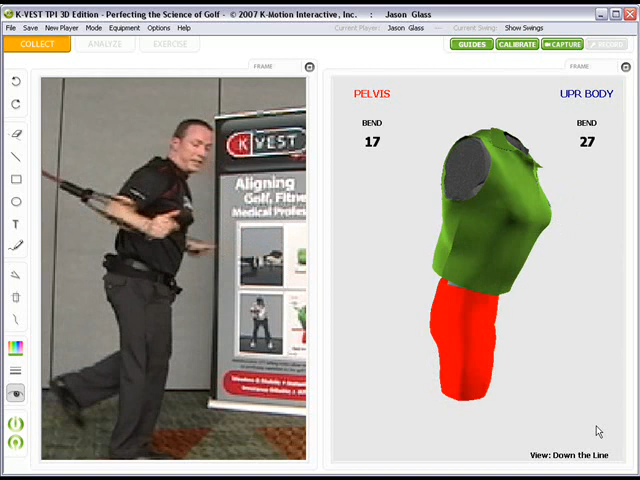 K-VEST TPI 3D Edition - Perfecting the Science of Golf - © 2007 K-Motion Interactive, Inc. : Jason Glass
File Save New Player Mode Equipment Options Help Current Player: Jason Glass --- Current Swing: Show Swings
COLLECT ANALYZE EXERCISE GUIDES CALIBRATE CAPTURE RECORD
FRAME FRAME
PELVIS UPR BODY
BEND BEND
17 27
K VEST
Aligning
Golf, Fitne
Medical Profes
T
View: Down the Line